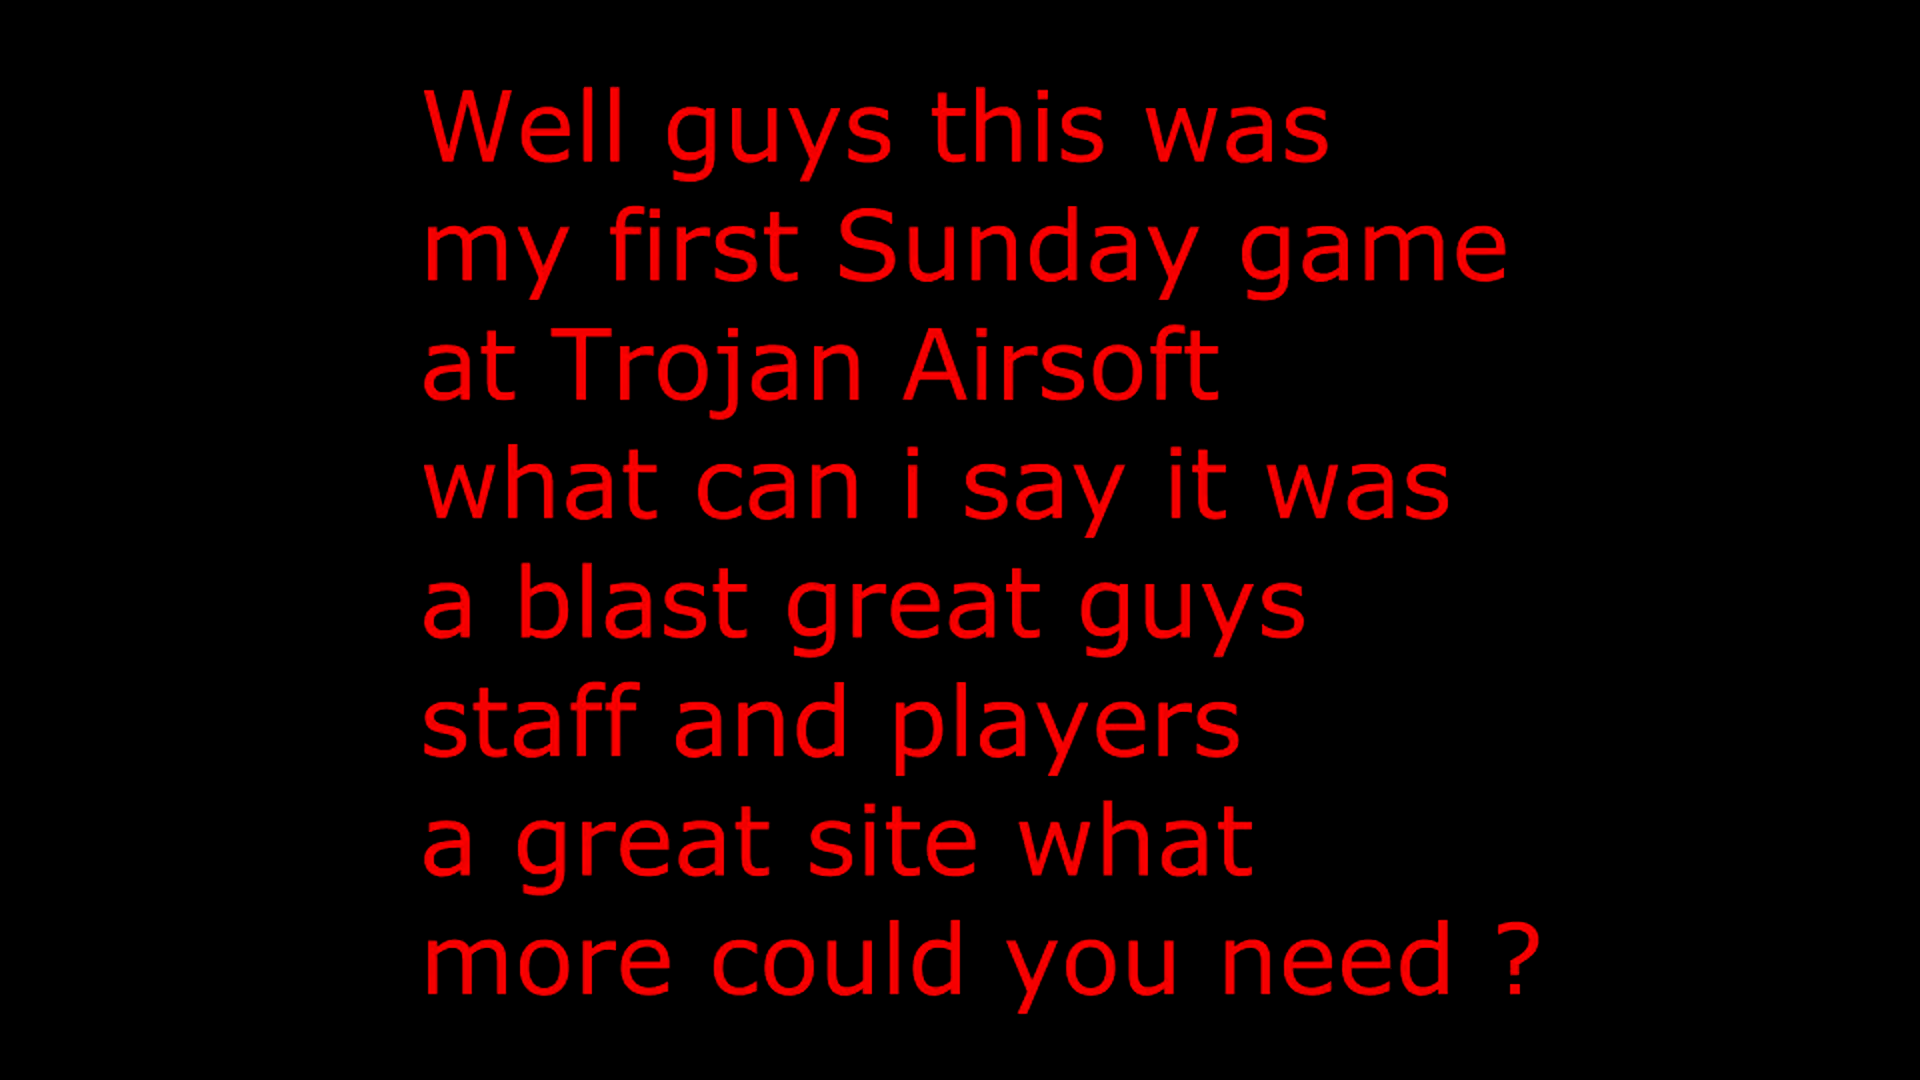 Well guys this was
my first Sunday game
at Trojan Airsoft
what can i say it was
a blast great guys
staff and players
a great site what
more could you need ?